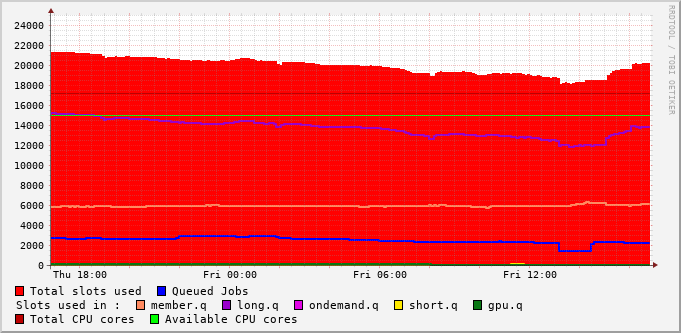 24000
22000
20000
18000
16000
14000
12000
10000
8000
6000
4000
2000
0
Thu 18:00 Fri 00:00 Fri 06:00 Fri 12:00
RRDTOOL / TOBI OETIKER
Total slots used Queued Jobs
Slots used in : member.q long.q ondemand.q short.q gpu.q
Total CPU cores Available CPU cores